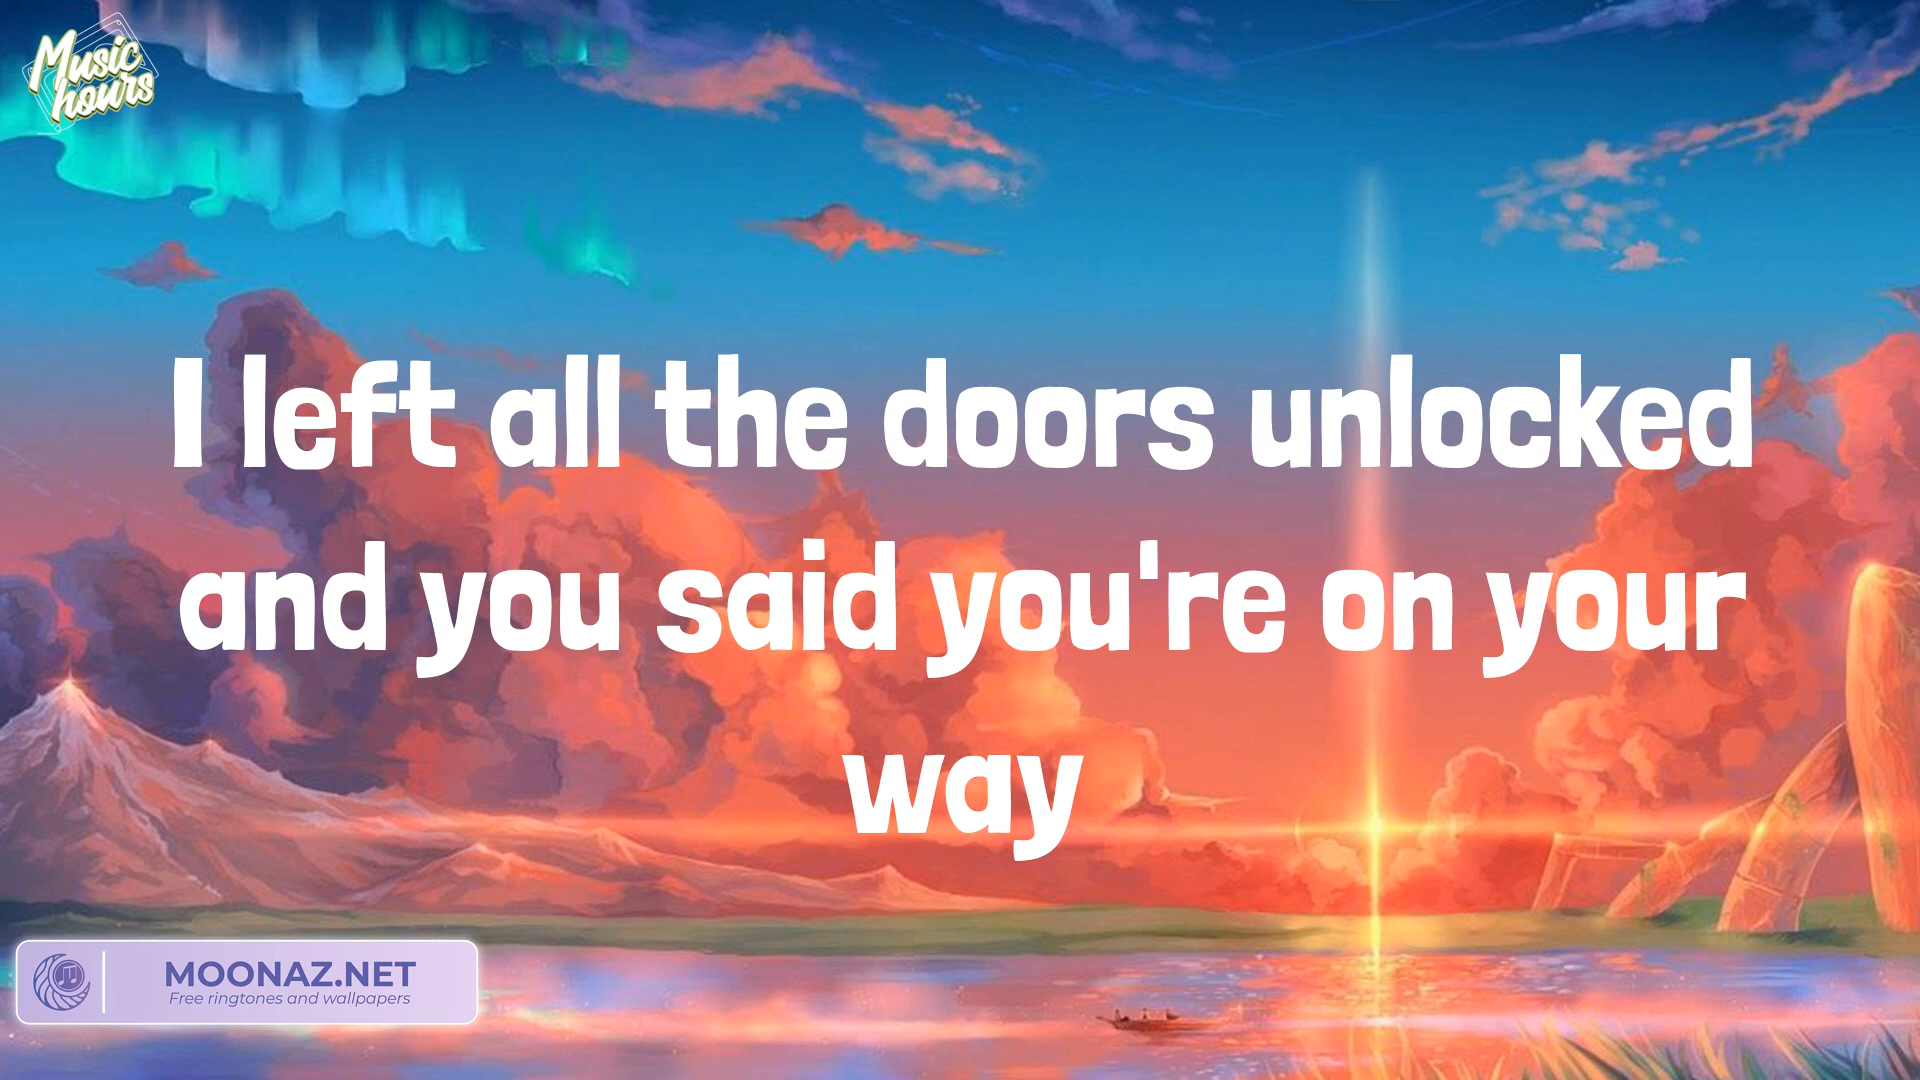 Music
hours
I left all the doors unlocked
and you said you're on your
way
MOONAZ.NET
Free ringtones and wallpapers